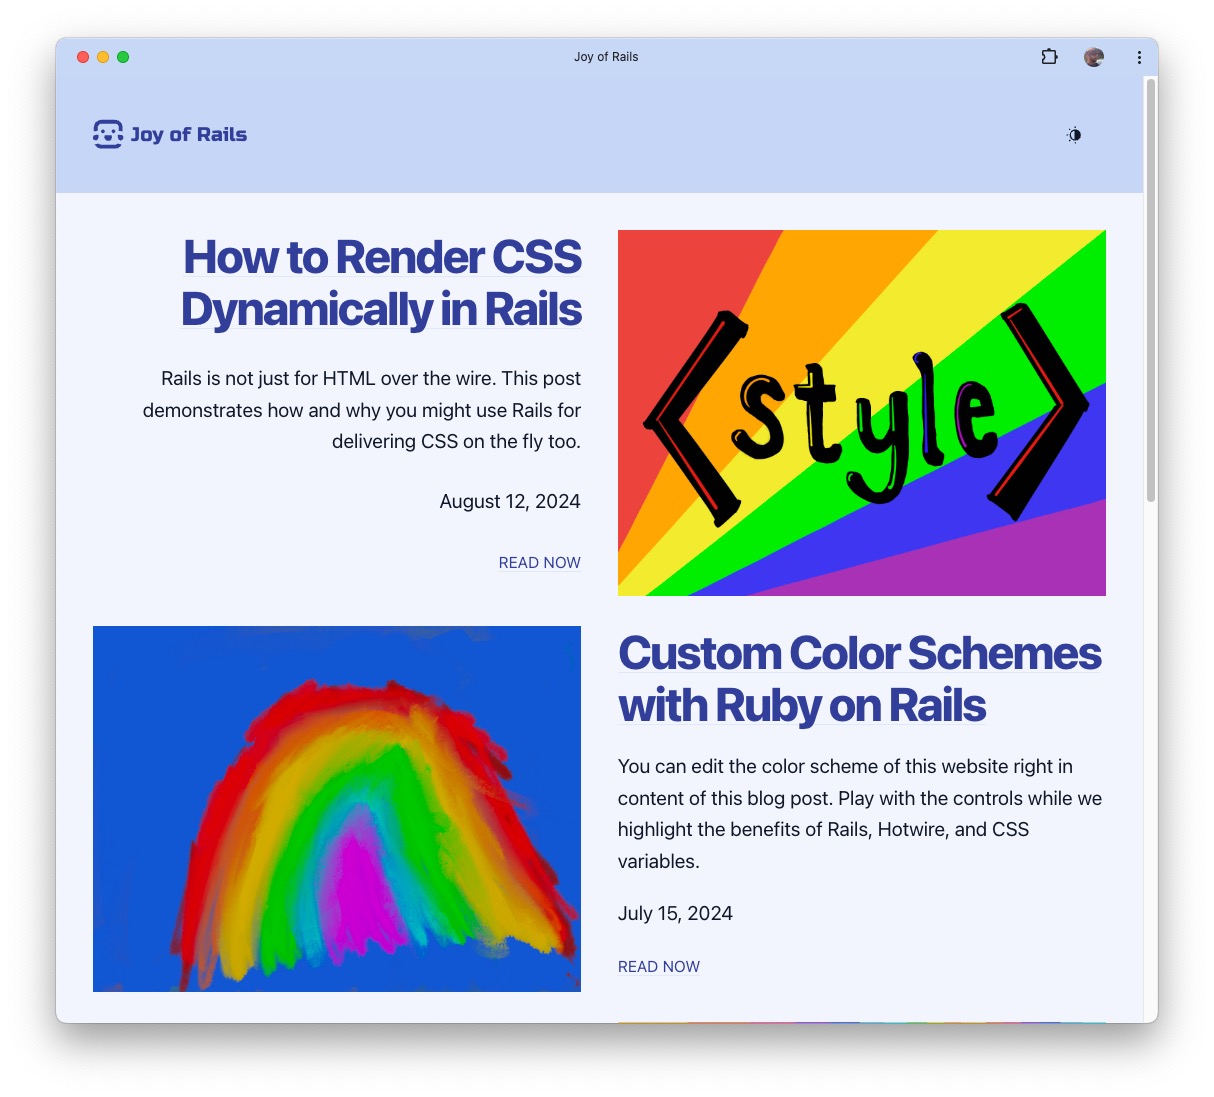 Joy of Rails
Joy of Rails
How to Render CSS
Dynamically in Rails
Rails is not just for HTML over the wire. This post
demonstrates how and why you might use Rails for
delivering CSS on the fly too.
August 12, 2024
READ NOW
<style>
Custom Color Schemes
with Ruby on Rails
You can edit the color scheme of this website right in
content of this blog post. Play with the controls while we
highlight the benefits of Rails, Hotwire, and CSS
variables.
July 15, 2024
READ NOW